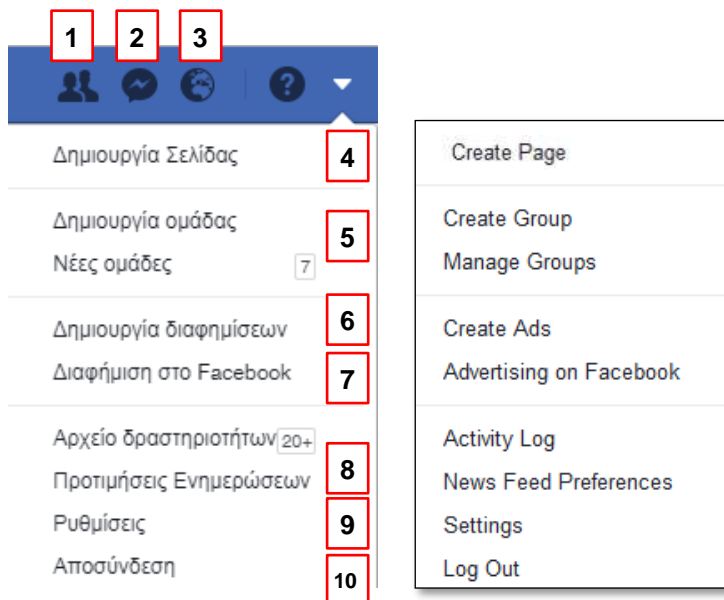 1 2 3
Δημιουργία Σελίδας 4
Δημιουργία ομάδας
5
Νέες ομάδες 7
Δημιουργία διαφημίσεων 6
Διαφήμιση στο Facebook 7
Αρχείο δραστηριοτήτων 20+
Προτιμήσεις Ενημερώσεων 8
Ρυθμίσεις 9
Αποσύνδεση 10
Create Page
Create Group
Manage Groups
Create Ads
Advertising on Facebook
Activity Log
News Feed Preferences
Settings
Log Out